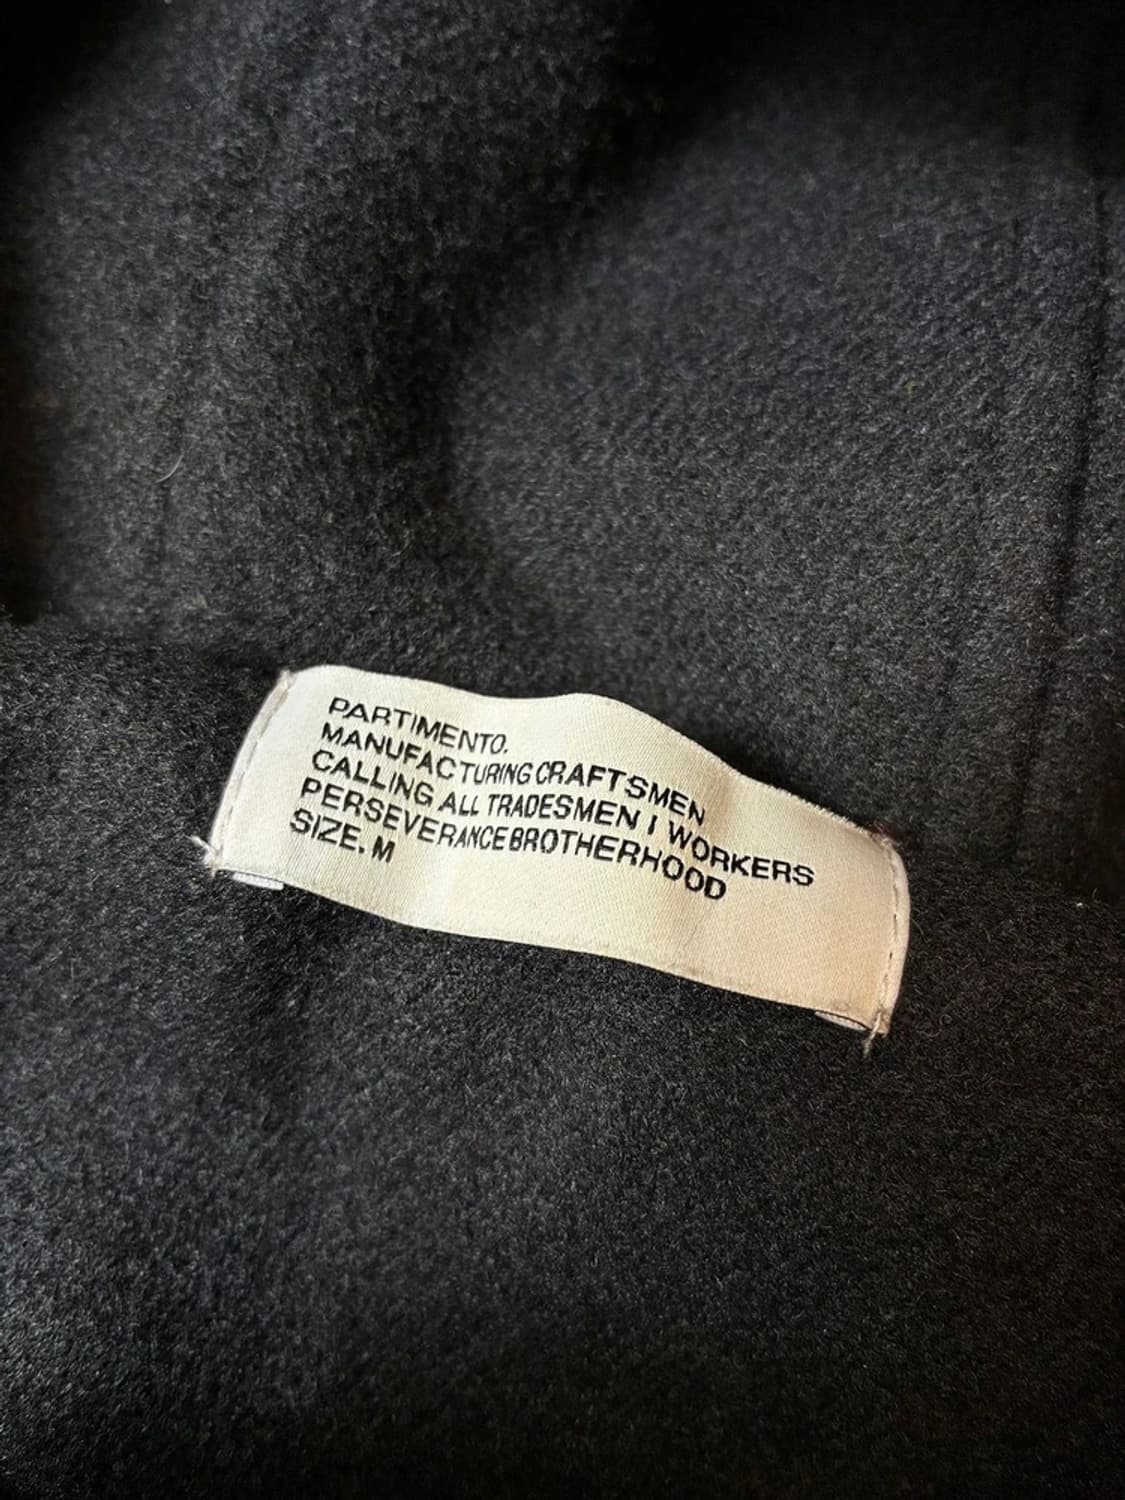 PARTIMENTO.
MANUFACTURING CRAFTSMEN
CALLING ALL TRADESMEN / WORKERS
PERSEVERANCE BROTHERHOOD
SIZE. M